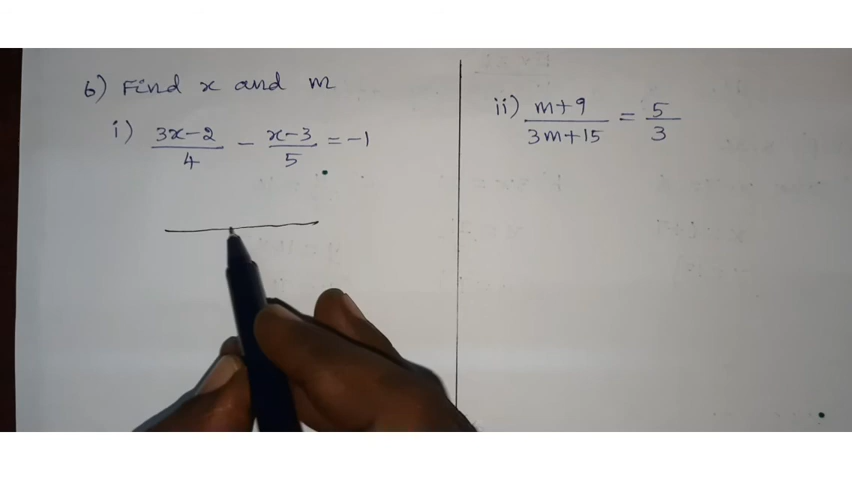 6) Find x and m
i) (3x-2)/4 - (x-3)/5 = -1
ii) (m+9)/(3m+15) = 5/3